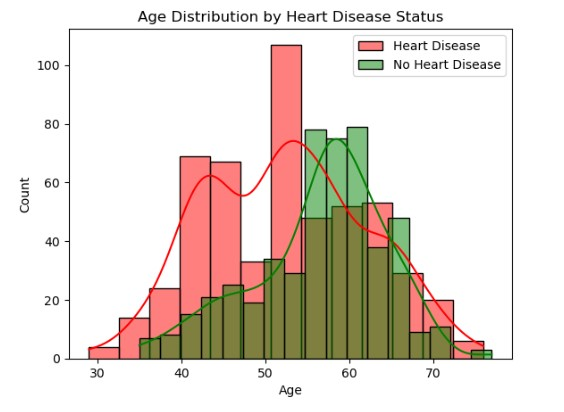 Age Distribution by Heart Disease Status
Heart Disease
No Heart Disease
100
80
60
40
20
0
Count
30 40 50 60 70
Age